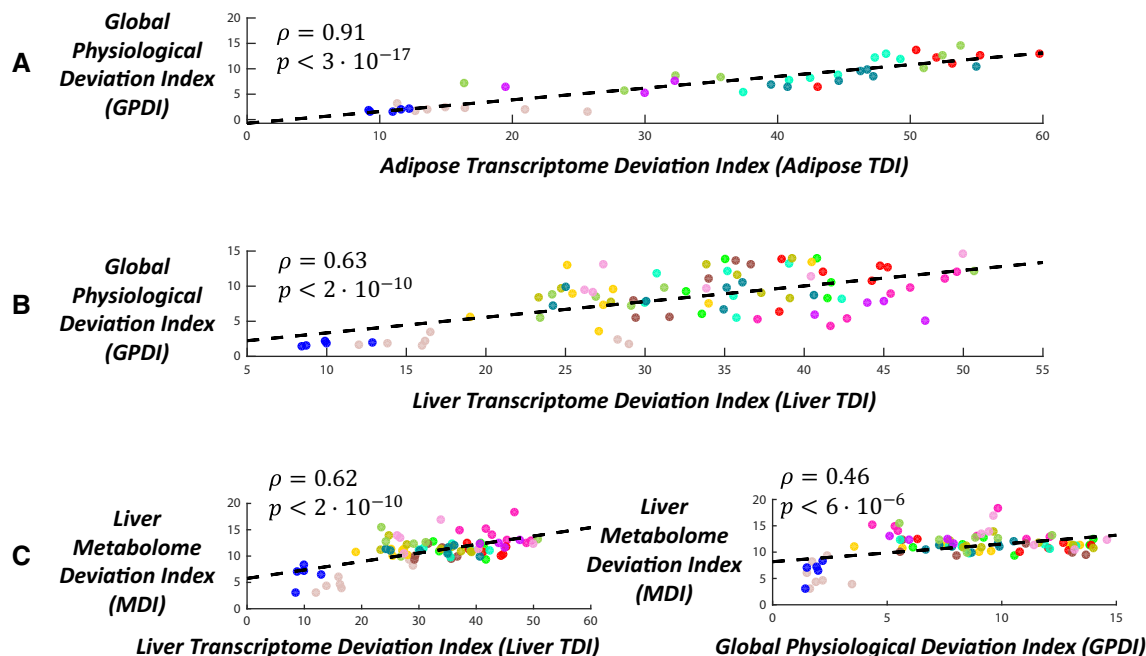 A
Global
Physiological
Deviation Index
(GPDI)
20
15
10
5
0
ρ = 0.91
p < 3 · 10⁻¹⁷
0 10 20 30 40 50 60
Adipose Transcriptome Deviation Index (Adipose TDI)
B
Global
Physiological
Deviation Index
(GPDI)
15
10
5
0
ρ = 0.63
p < 2 · 10⁻¹⁰
5 10 15 20 25 30 35 40 45 50 55
Liver Transcriptome Deviation Index (Liver TDI)
C
Liver
Metabolome
Deviation Index
(MDI)
ρ = 0.62
p < 2 · 10⁻¹⁰
20
15
10
5
0
0 10 20 30 40 50 60
Liver Transcriptome Deviation Index (Liver TDI)
Liver
Metabolome
Deviation Index
(MDI)
ρ = 0.46
p < 6 · 10⁻⁶
20
15
10
5
0
0 5 10 15
Global Physiological Deviation Index (GPDI)